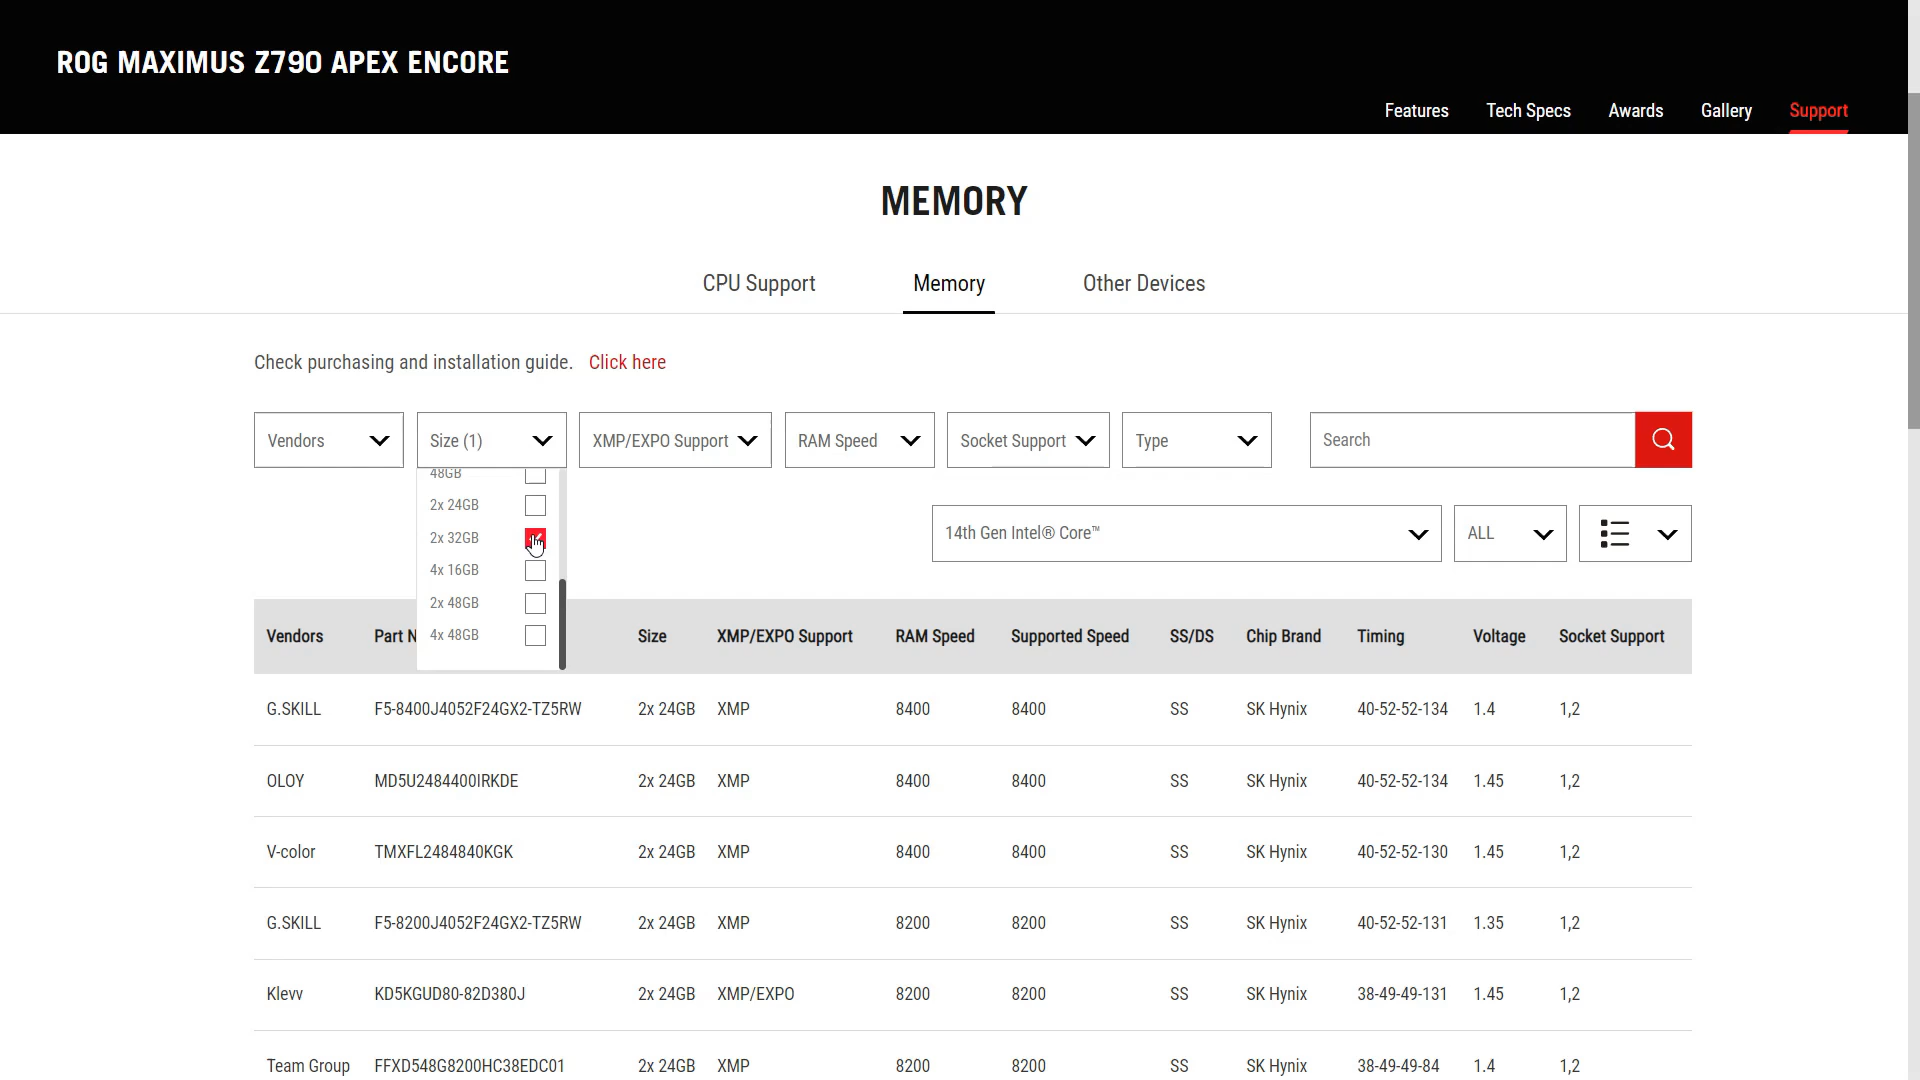 ROG MAXIMUS Z790 APEX ENCORE
Features Tech Specs Awards Gallery Support
MEMORY
CPU Support Memory Other Devices
Check purchasing and installation guide. Click here
Vendors Size (1) XMP/EXPO Support RAM Speed Socket Support Type Search
48GB
2x 24GB
2x 32GB
4x 16GB
2x 48GB
4x 48GB
14th Gen Intel® Core™ ALL
Vendors Part N Size XMP/EXPO Support RAM Speed Supported Speed SS/DS Chip Brand Timing Voltage Socket Support
G.SKILL F5-8400J4052F24GX2-TZ5RW 2x 24GB XMP 8400 8400 SS SK Hynix 40-52-52-134 1.4 1,2
OLOY MD5U2484400IRKDE 2x 24GB XMP 8400 8400 SS SK Hynix 40-52-52-134 1.45 1,2
V-color TMXFL2484840KGK 2x 24GB XMP 8400 8400 SS SK Hynix 40-52-52-130 1.45 1,2
G.SKILL F5-8200J4052F24GX2-TZ5RW 2x 24GB XMP 8200 8200 SS SK Hynix 40-52-52-131 1.35 1,2
Klevv KD5KGUD80-82D380J 2x 24GB XMP/EXPO 8200 8200 SS SK Hynix 38-49-49-131 1.45 1,2
Team Group FFXD548G8200HC38EDC01 2x 24GB XMP 8200 8200 SS SK Hynix 38-49-49-84 1.4 1,2